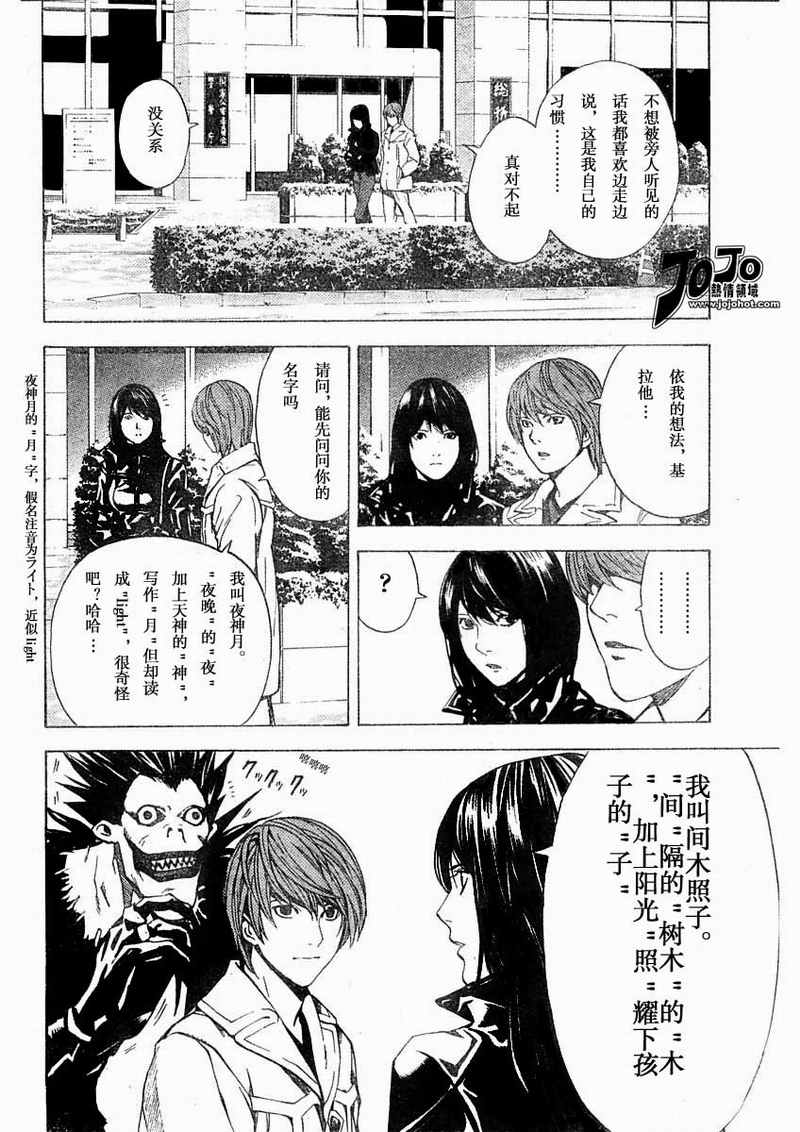 不想被旁人听见的
话我都喜欢边走边
说，这是我自己的
习惯…………
真对不起
没关系
JOJO
熱情領域
www.jojohot.com
依我的想法，基
拉他…
请问，能先问问你的
名字吗
我叫夜神月。
"夜晚"的"夜
加上天神的"神"，
写作"月"但却读
成"light"，很奇怪
吧？哈哈…
夜神月的"月"字，假名注音为ライト，近似light
…………
……
？
嘻嘻嘻
クックックッ
我叫间木照子。
"间"隔的"树木"的"木
"，加上阳光"照"耀下孩
子的"子"